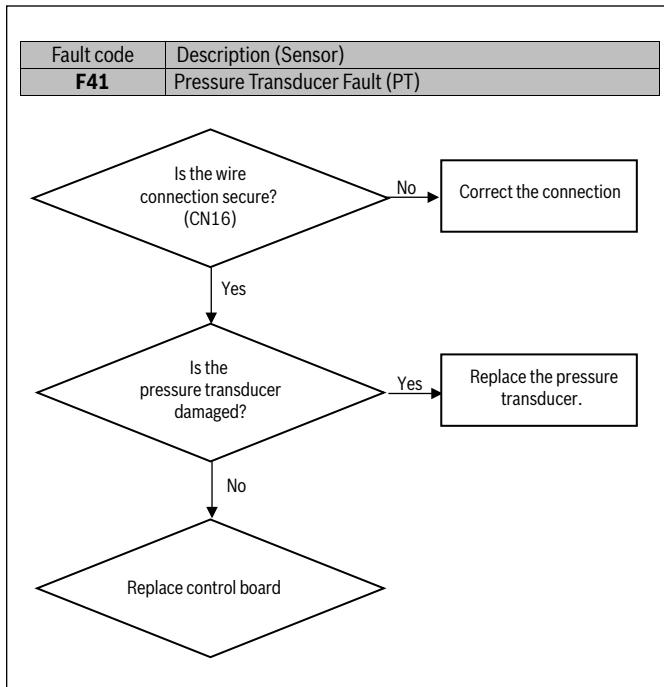 Fault code Description (Sensor)
F41 Pressure Transducer Fault (PT)
Is the wire
connection secure?
(CN16)
No
Correct the connection
Yes
Is the
pressure transducer
damaged?
Yes
Replace the pressure
transducer.
No
Replace control board